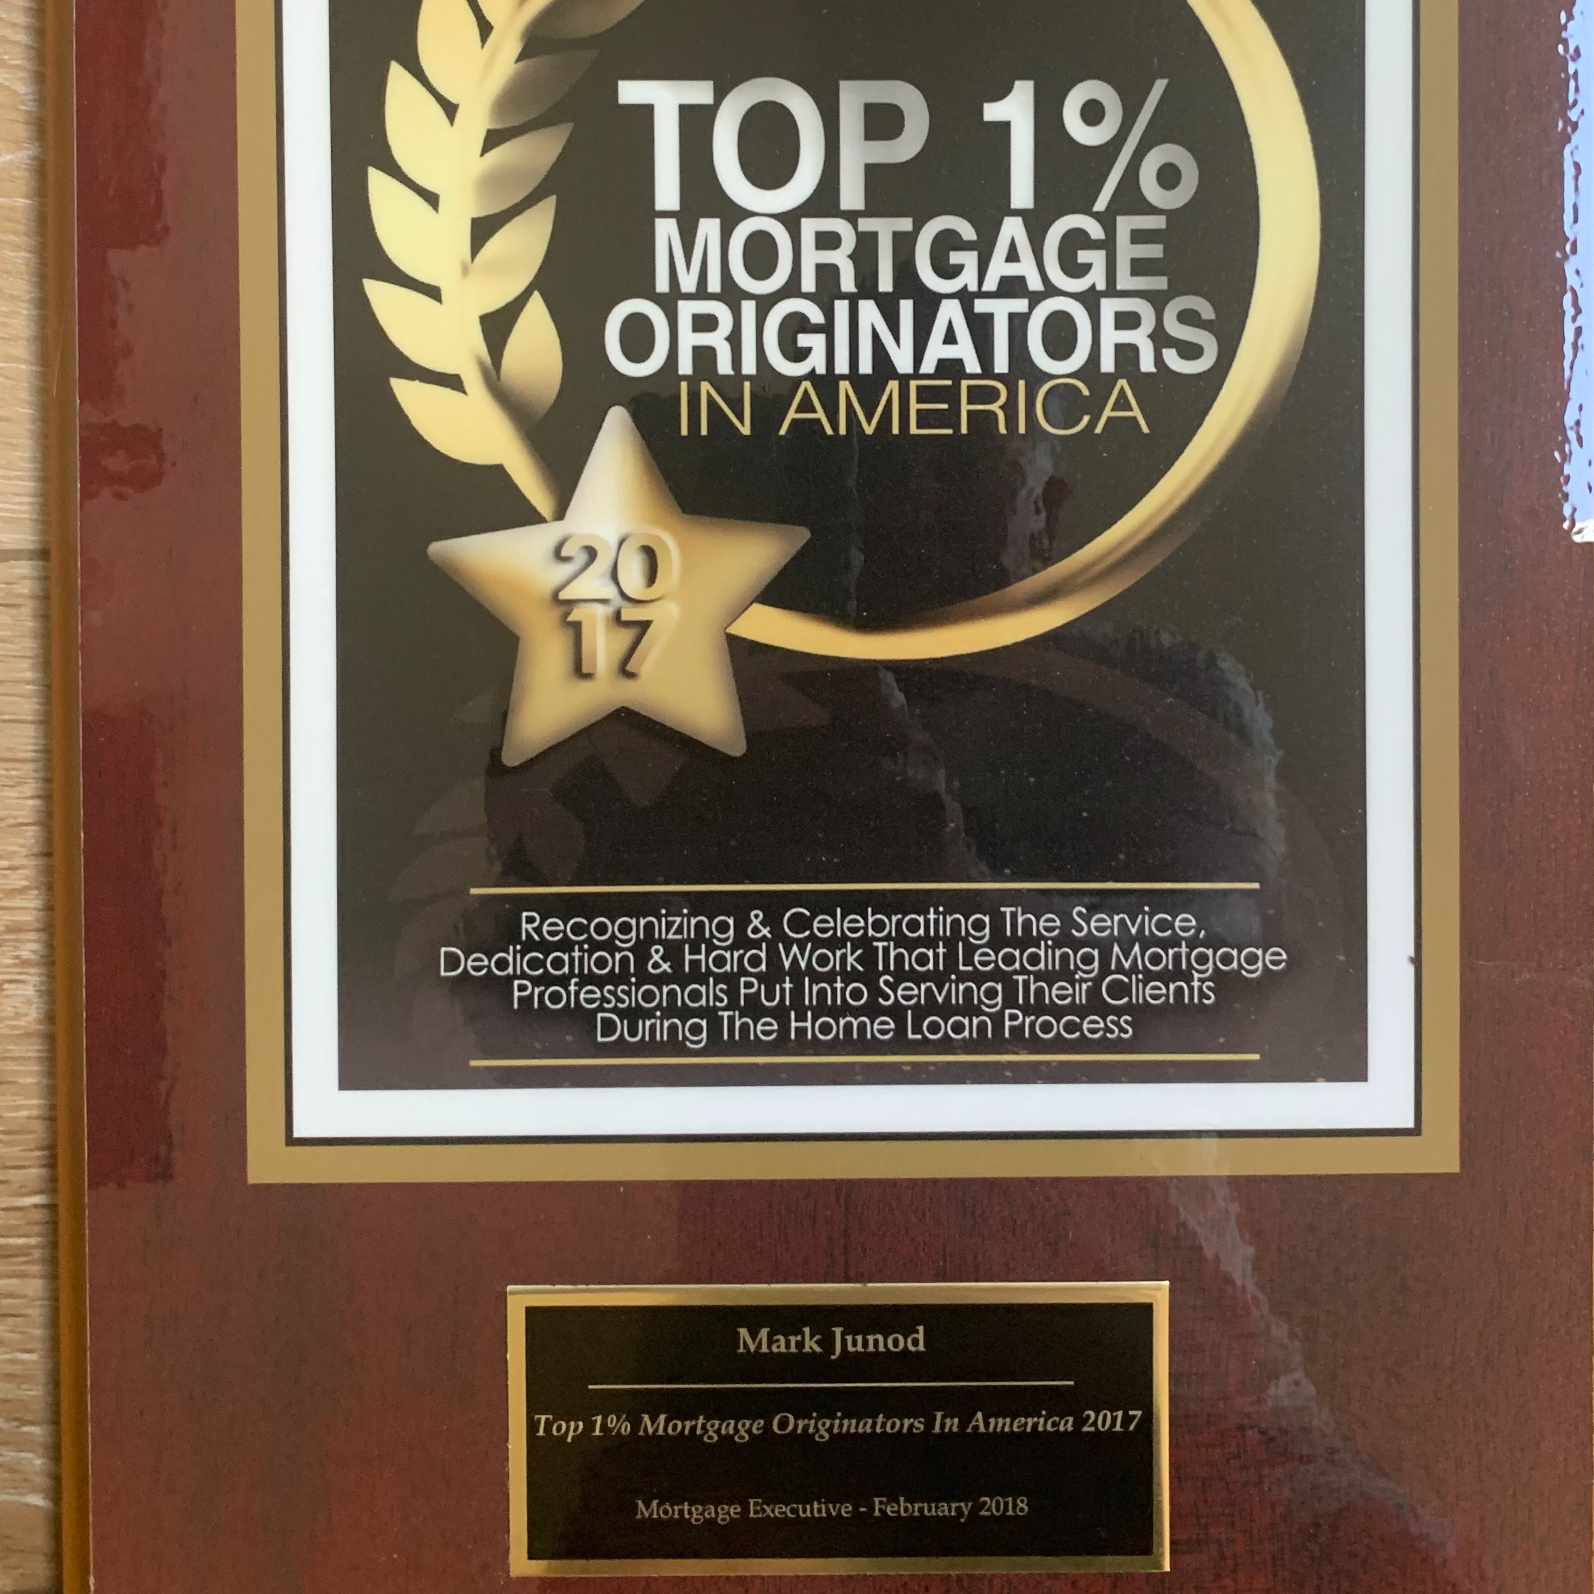 TOP 1%
MORTGAGE
ORIGINATORS
IN AMERICA
20
17
Recognizing & Celebrating The Service,
Dedication & Hard Work That Leading Mortgage
Professionals Put Into Serving Their Clients
During The Home Loan Process
Mark Junod
Top 1% Mortgage Originators In America 2017
Mortgage Executive - February 2018